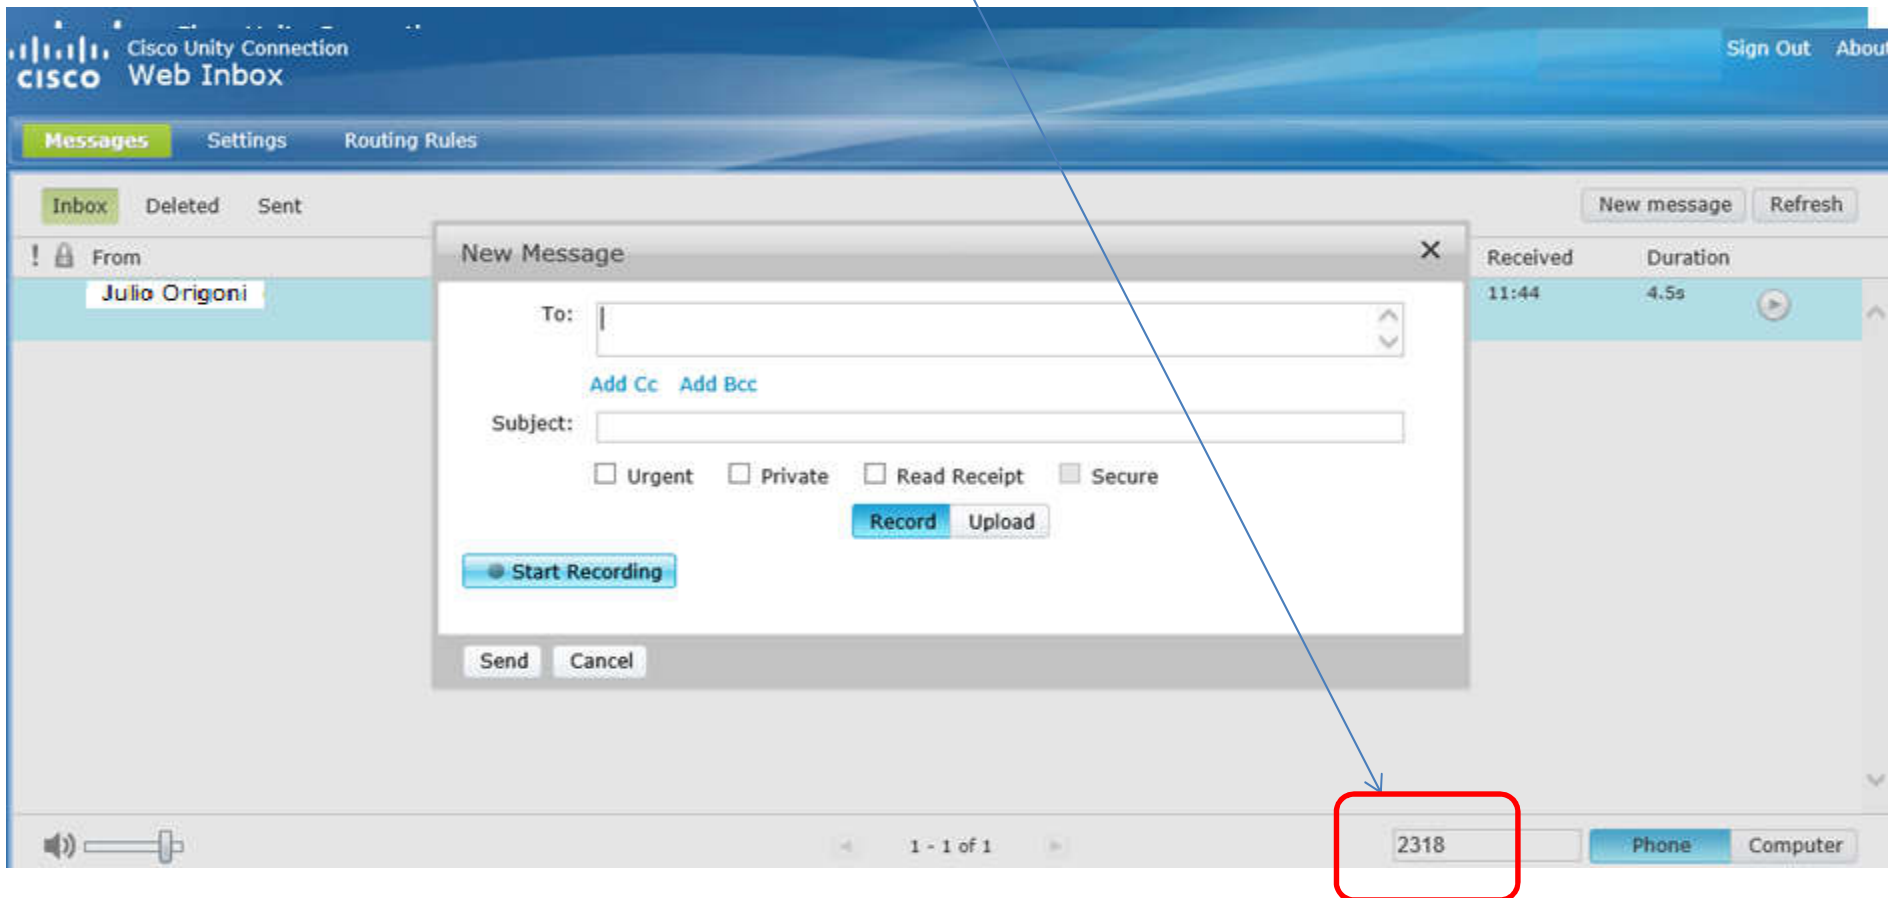 Cisco Unity Connection
CISCO Web Inbox
Sign Out About
Messages Settings Routing Rules
Inbox Deleted Sent
New message Refresh
! From
Received Duration
Julio Origoni
11:44 4.5s
New Message
To:
Add Cc Add Bcc
Subject:
Urgent Private Read Receipt Secure
Record Upload
Start Recording
Send Cancel
1 - 1 of 1
2318
Phone Computer